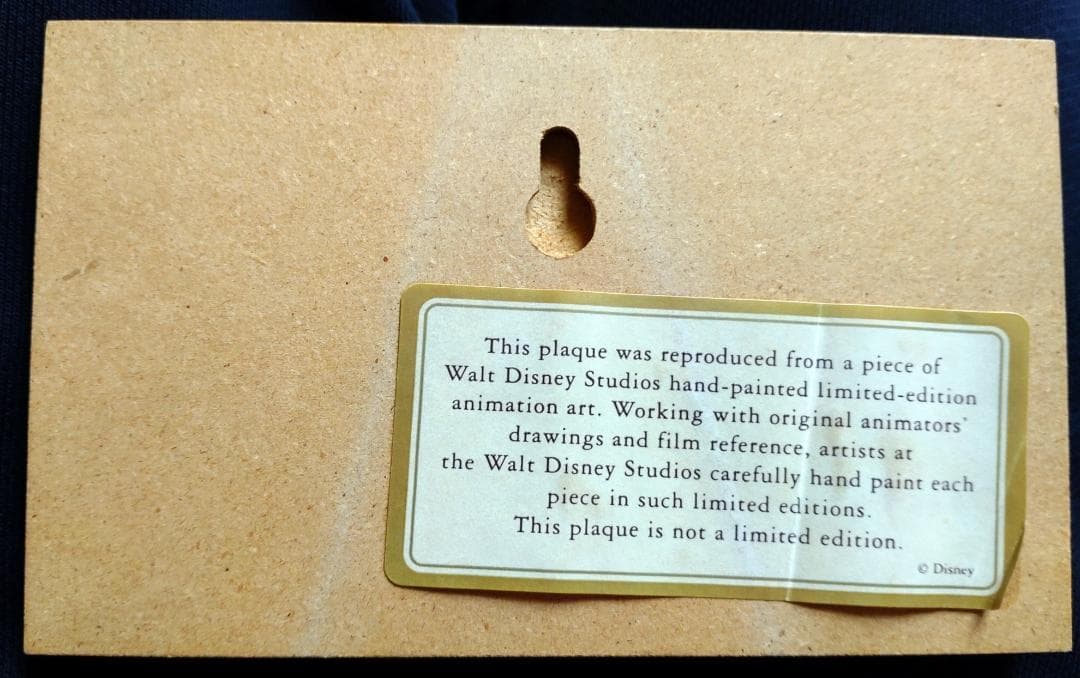 This plaque was reproduced from a piece of
Walt Disney Studios hand-painted limited-edition
animation art. Working with original animators'
drawings and film reference, artists at
the Walt Disney Studios carefully hand paint each
piece in such limited editions.
This plaque is not a limited edition.
© Disney